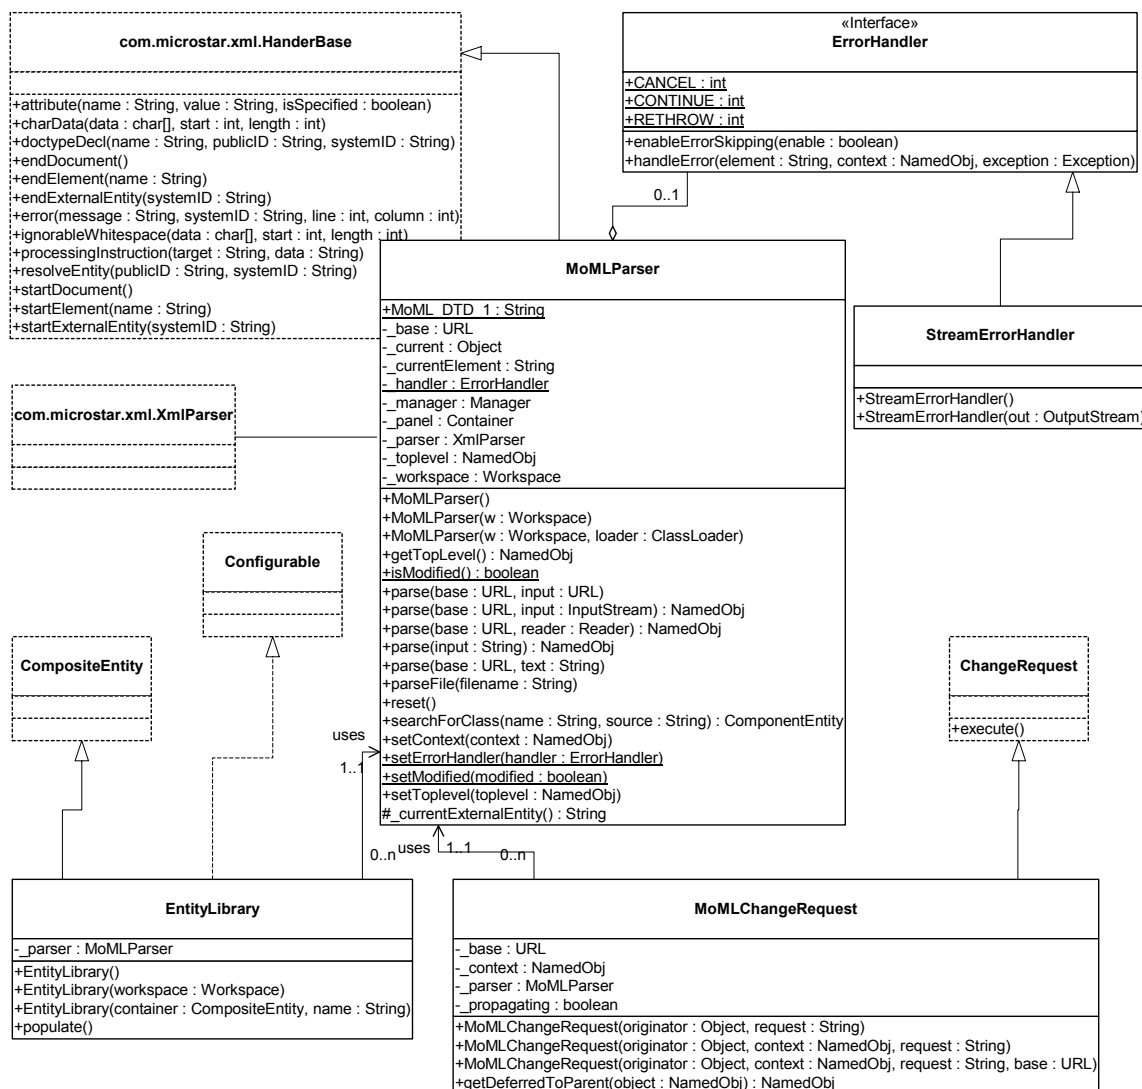 com.microstar.xml.HanderBase
+attribute(name : String, value : String, isSpecified : boolean)
+charData(data : char[], start : int, length : int)
+doctypeDecl(name : String, publicID : String, systemID : String)
+endDocument()
+endElement(name : String)
+endExternalEntity(systemID : String)
+error(message : String, systemID : String, line : int, column : int)
+ignorableWhitespace(data : char[], start : int, length : int)
+processingInstruction(target : String, data : String)
+resolveEntity(publicID : String, systemID : String)
+startDocument()
+startElement(name : String)
+startExternalEntity(systemID : String)
«Interface»
ErrorHandler
+CANCEL : int
+CONTINUE : int
+RETHROW : int
+enableErrorSkipping(enable : boolean)
+handleError(element : String, context : NamedObj, exception : Exception)
0..1
MoMLParser
+MoML_DTD_1 : String
-_base : URL
-_current : Object
-_currentElement : String
-_handler : ErrorHandler
-_manager : Manager
-_panel : Container
-_parser : XmlParser
-_toplevel : NamedObj
-_workspace : Workspace
+MoMLParser()
+MoMLParser(w : Workspace)
+MoMLParser(w : Workspace, loader : ClassLoader)
+getTopLevel() : NamedObj
+isModified() : boolean
+parse(base : URL, input : URL)
+parse(base : URL, input : InputStream) : NamedObj
+parse(base : URL, reader : Reader) : NamedObj
+parse(input : String) : NamedObj
+parse(base : URL, text : String)
+parseFile(filename : String)
+reset()
+searchForClass(name : String, source : String) : ComponentEntity
+setContext(context : NamedObj)
+setErrorHandler(handler : ErrorHandler)
+setModified(modified : boolean)
+setToplevel(toplevel : NamedObj)
#_currentExternalEntity() : String
StreamErrorHandler
+StreamErrorHandler()
+StreamErrorHandler(out : OutputStream)
com.microstar.xml.XmlParser
Configurable
CompositeEntity
ChangeRequest
+execute()
uses
1..1
0..n
uses
1..1
0..n
EntityLibrary
-_parser : MoMLParser
+EntityLibrary()
+EntityLibrary(workspace : Workspace)
+EntityLibrary(container : CompositeEntity, name : String)
+populate()
MoMLChangeRequest
-_base : URL
-_context : NamedObj
-_parser : MoMLParser
-_propagating : boolean
+MoMLChangeRequest(originator : Object, request : String)
+MoMLChangeRequest(originator : Object, context : NamedObj, request : String)
+MoMLChangeRequest(originator : Object, context : NamedObj, request : String, base : URL)
+getDeferredToParent(object : NamedObj) : NamedObj